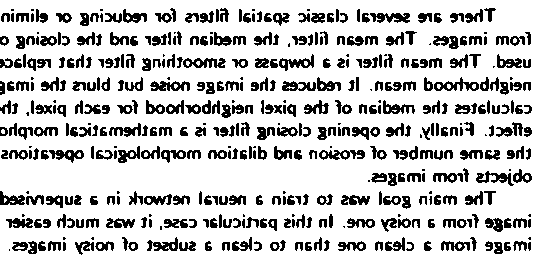 There are several classic spatial filters for reducing or elimin
from images. The mean filter, the median filter and the closing o
used. The mean filter is a lowpass or smoothing filter that replace
neighborhood mean. It reduces the image noise but blurs the imag
calculates the median of the pixel neighborhood for each pixel, the
effect. Finally, the opening closing filter is a mathematical morpho
the same number of erosion and dilation morphological operations
objects from images.
The main goal was to train a neural network in a supervised
image from a noisy one. In this particular case, it was much easier
image from a clean one than to clean a subset of noisy images.